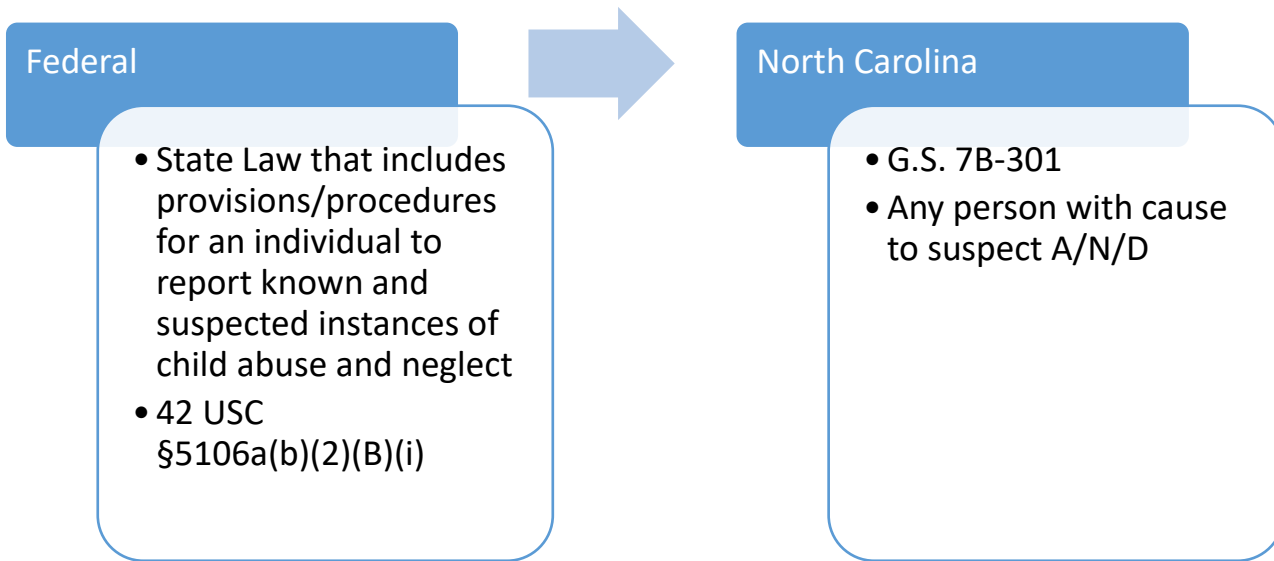 Federal
• State Law that includes
provisions/procedures
for an individual to
report known and
suspected instances of
child abuse and neglect
• 42 USC
§5106a(b)(2)(B)(i)
North Carolina
• G.S. 7B-301
• Any person with cause
to suspect A/N/D